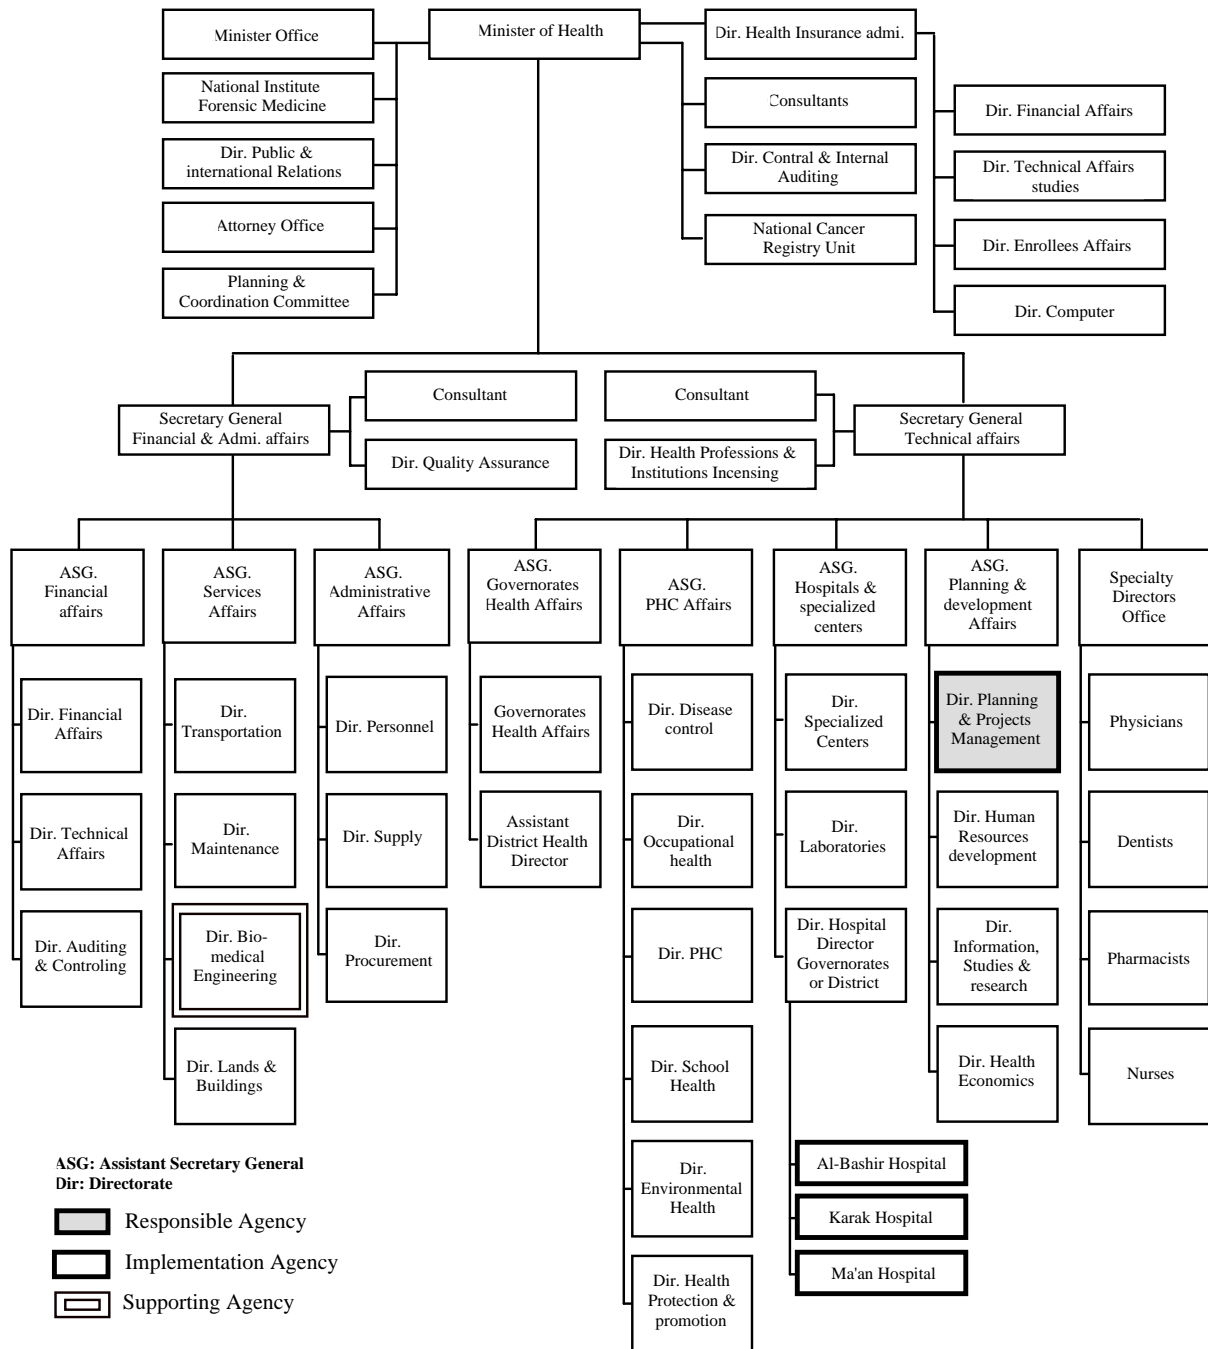 Minister Office
Minister of Health
Dir. Health Insurance admi.
National Institute
Forensic Medicine
Consultants
Dir. Financial Affairs
Dir. Public &
international Relations
Dir. Contral & Internal
Auditing
Dir. Technical Affairs
studies
Attorney Office
National Cancer
Registry Unit
Dir. Enrollees Affairs
Planning &
Coordination Committee
Dir. Computer
Secretary General
Financial & Admi. affairs
Consultant
Dir. Quality Assurance
Consultant
Dir. Health Professions &
Institutions Incensing
Secretary General
Technical affairs
ASG.
Financial
affairs
ASG.
Services
Affairs
ASG.
Administrative
Affairs
ASG.
Governorates
Health Affairs
ASG.
PHC Affairs
ASG.
Hospitals &
specialized
centers
ASG.
Planning &
development
Affairs
Specialty
Directors
Office
Dir. Financial
Affairs
Dir.
Transportation
Dir. Personnel
Governorates
Health Affairs
Dir. Disease
control
Dir.
Specialized
Centers
Dir. Planning
& Projects
Management
Physicians
Dir. Technical
Affairs
Dir.
Maintenance
Dir. Supply
Assistant
District Health
Director
Dir.
Occupational
health
Dir.
Laboratories
Dir. Human
Resources
development
Dentists
Dir. Auditing
& Controling
Dir. Bio-
medical
Engineering
Dir.
Procurement
Dir. PHC
Dir. Hospital
Director
Governorates
or District
Dir.
Information,
Studies &
research
Pharmacists
Dir. Lands &
Buildings
Dir. School
Health
Dir. Health
Economics
Nurses
Dir.
Environmental
Health
Al-Bashir Hospital
Karak Hospital
Ma'an Hospital
Dir. Health
Protection &
promotion
ASG: Assistant Secretary General
Dir: Directorate
Responsible Agency
Implementation Agency
Supporting Agency